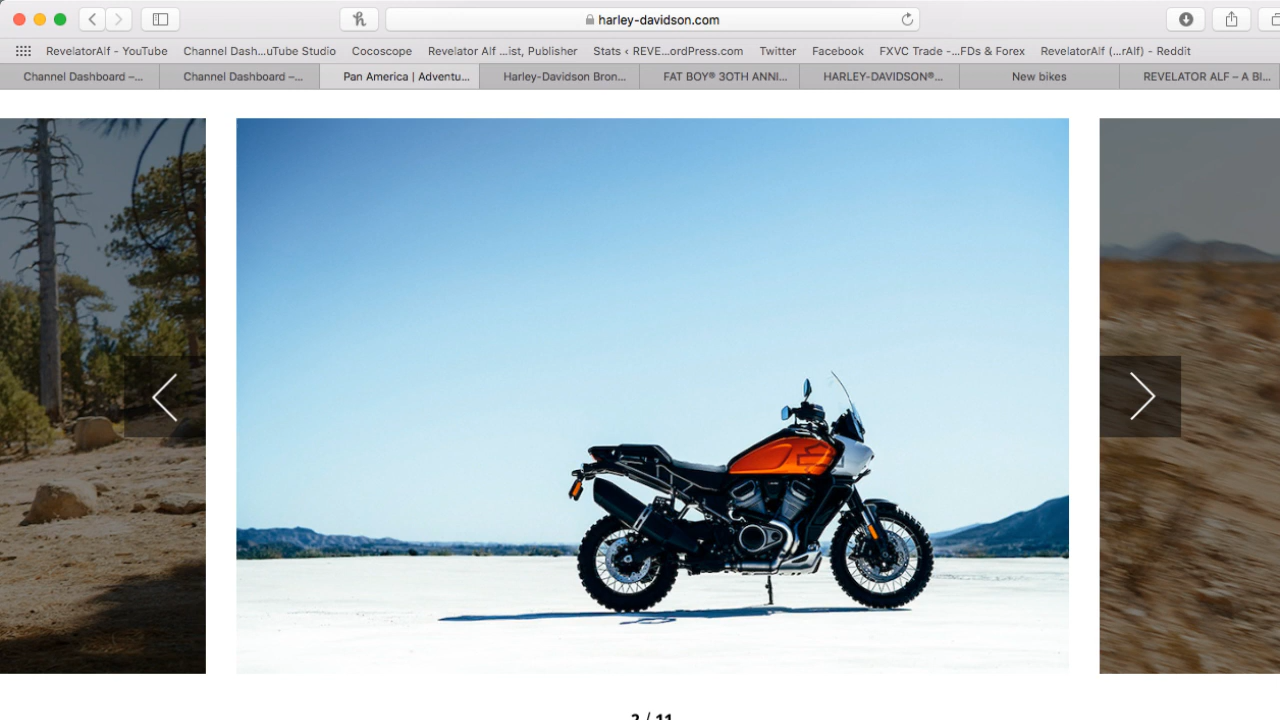 harley-davidson.com
RevelatorAlf - YouTube Channel Dash...uTube Studio Cocoscope Revelator Alf ...ist, Publisher Stats ‹ REVE...ordPress.com Twitter Facebook FXVC Trade -...FDs & Forex RevelatorAlf (...rAlf) - Reddit
Channel Dashboard –... Channel Dashboard –... Pan America | Adventu... Harley-Davidson Bron... FAT BOY® 30TH ANNI... HARLEY-DAVIDSON®... New bikes REVELATOR ALF – A BI...
2 / 11